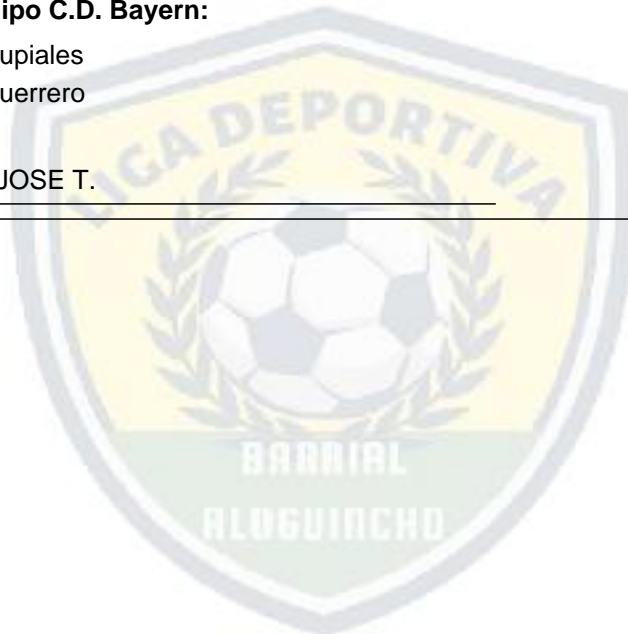 ipo C.D. Bayern:
upiales
uerrero
JOSE T.
LIGA DEPORTIVA
BARRIAL
ALUGUINCHO